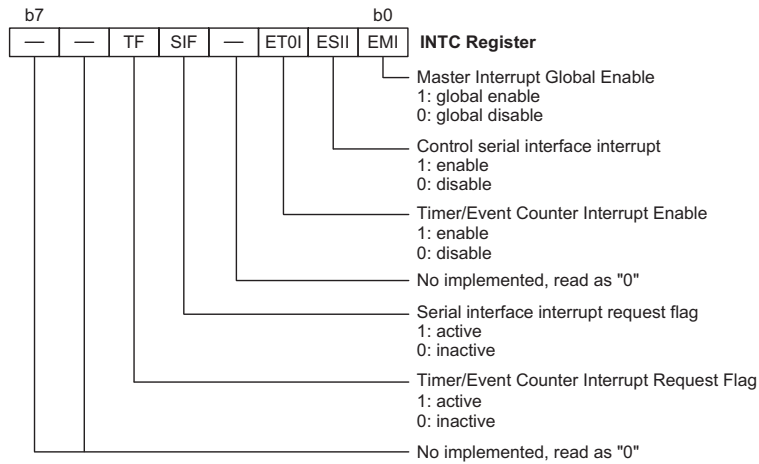 b7 b0
— — TF SIF — ET0I ESII EMI INTC Register
Master Interrupt Global Enable
1: global enable
0: global disable
Control serial interface interrupt
1: enable
0: disable
Timer/Event Counter Interrupt Enable
1: enable
0: disable
No implemented, read as "0"
Serial interface interrupt request flag
1: active
0: inactive
Timer/Event Counter Interrupt Request Flag
1: active
0: inactive
No implemented, read as "0"